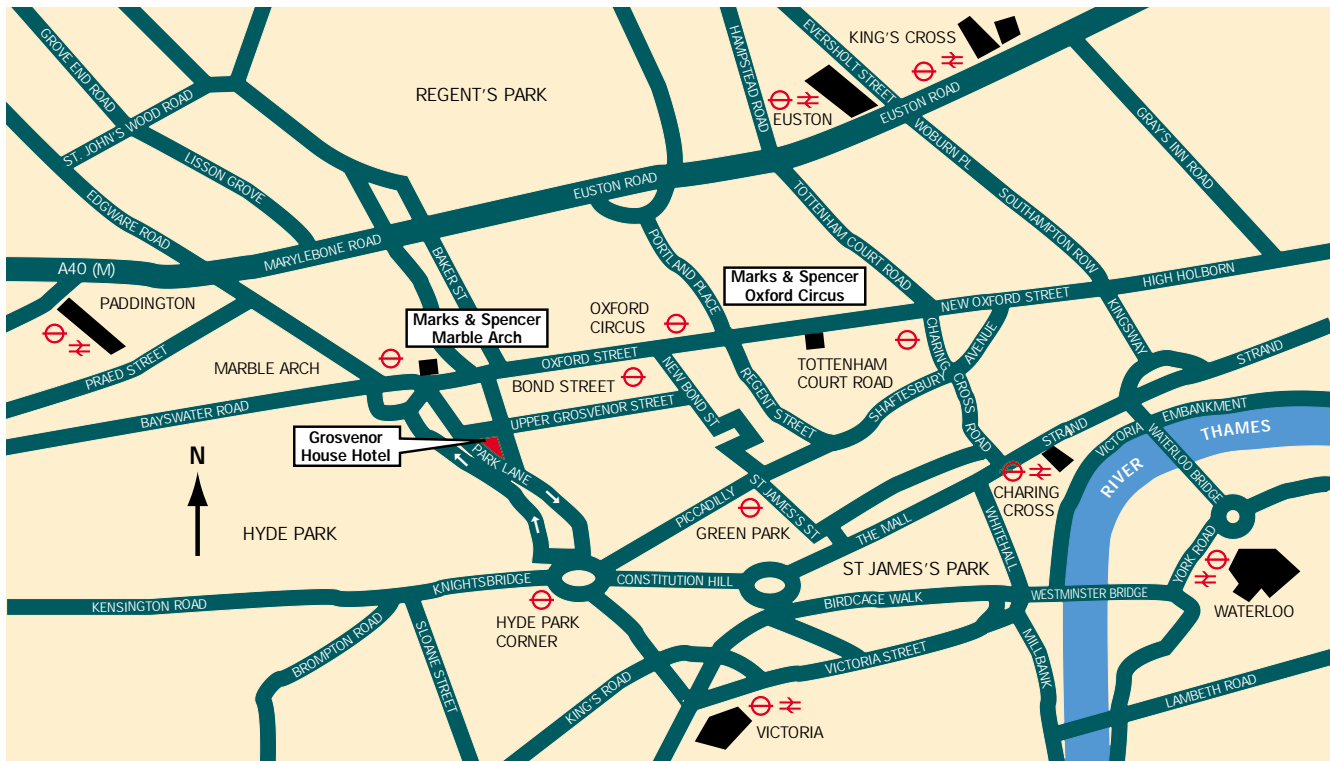 GROVE END ROAD
ST. JOHN'S WOOD ROAD
LISSON GROVE
EDGWARE ROAD
REGENT'S PARK
HAMPSTEAD ROAD
EVERSHOLT STREET
KING'S CROSS
EUSTON
EUSTON ROAD
EUSTON ROAD
WOBURN PL
GRAY'S INN ROAD
SOUTHAMPTON ROW
TOTTENHAM COURT ROAD
MARYLEBONE ROAD
A40 (M)
PADDINGTON
PRAED STREET
BAKER ST
PORTLAND PLACE
Marks & Spencer
Oxford Circus
Marks & Spencer
Marble Arch
OXFORD
CIRCUS
NEW OXFORD STREET
HIGH HOLBORN
KINGSWAY
MARBLE ARCH
OXFORD STREET
BOND STREET
TOTTENHAM
COURT ROAD
CHARING
CROSS
ROAD
SHAFTESBURY
AVENUE
STRAND
BAYSWATER ROAD
UPPER GROSVENOR STREET
NEW BOND ST
REGENT STREET
Grosvenor
House Hotel
PARK LANE
STRAND
VICTORIA
EMBANKMENT
WATERLOO BRIDGE
RIVER
THAMES
N
HYDE PARK
PICCADILLY
ST JAMES'S ST
GREEN PARK
THE MALL
CHARING
CROSS
WHITEHALL
YORK ROAD
WATERLOO
ST JAMES'S PARK
KENSINGTON ROAD
KNIGHTSBRIDGE
CONSTITUTION HILL
BIRDCAGE WALK
WESTMINSTER BRIDGE
HYDE PARK
CORNER
BROMPTON ROAD
SLOANE STREET
KING'S ROAD
VICTORIA STREET
MILLBANK
LAMBETH ROAD
VICTORIA